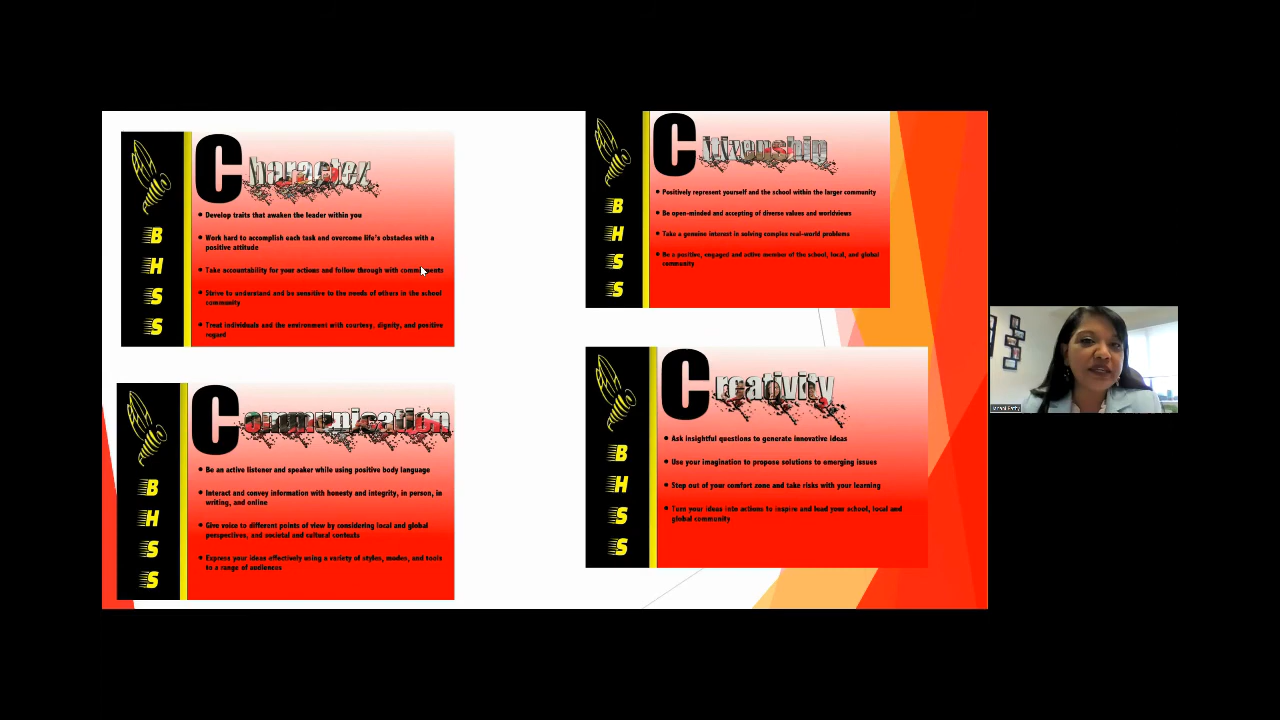 Character
B
H
S
S
• Develop traits that awaken the leader within you
• Work hard to accomplish each task and overcome life's obstacles with a
positive attitude
• Take accountability for your actions and follow through with commitments
• Strive to understand and be sensitive to the needs of others in the school
community
• Treat individuals and the environment with courtesy, dignity, and positive
regard
Citizenship
B
H
S
S
• Positively represent yourself and the school within the larger community
• Be open-minded and accepting of diverse values and worldviews
• Take a genuine interest in solving complex real-world problems
• Be a positive, engaged and active member of the school, local, and global
community
Communication
B
H
S
S
• Be an active listener and speaker while using positive body language
• Interact and convey information with honesty and integrity, in person, in
writing, and online
• Give voice to different points of view by considering local and global
perspectives, and societal and cultural contexts
• Express your ideas effectively using a variety of styles, modes, and tools
to a range of audiences
Creativity
B
H
S
S
• Ask insightful questions to generate innovative ideas
• Use your imagination to propose solutions to emerging issues
• Step out of your comfort zone and take risks with your learning
• Turn your ideas into actions to inspire and lead your school, local and
global community